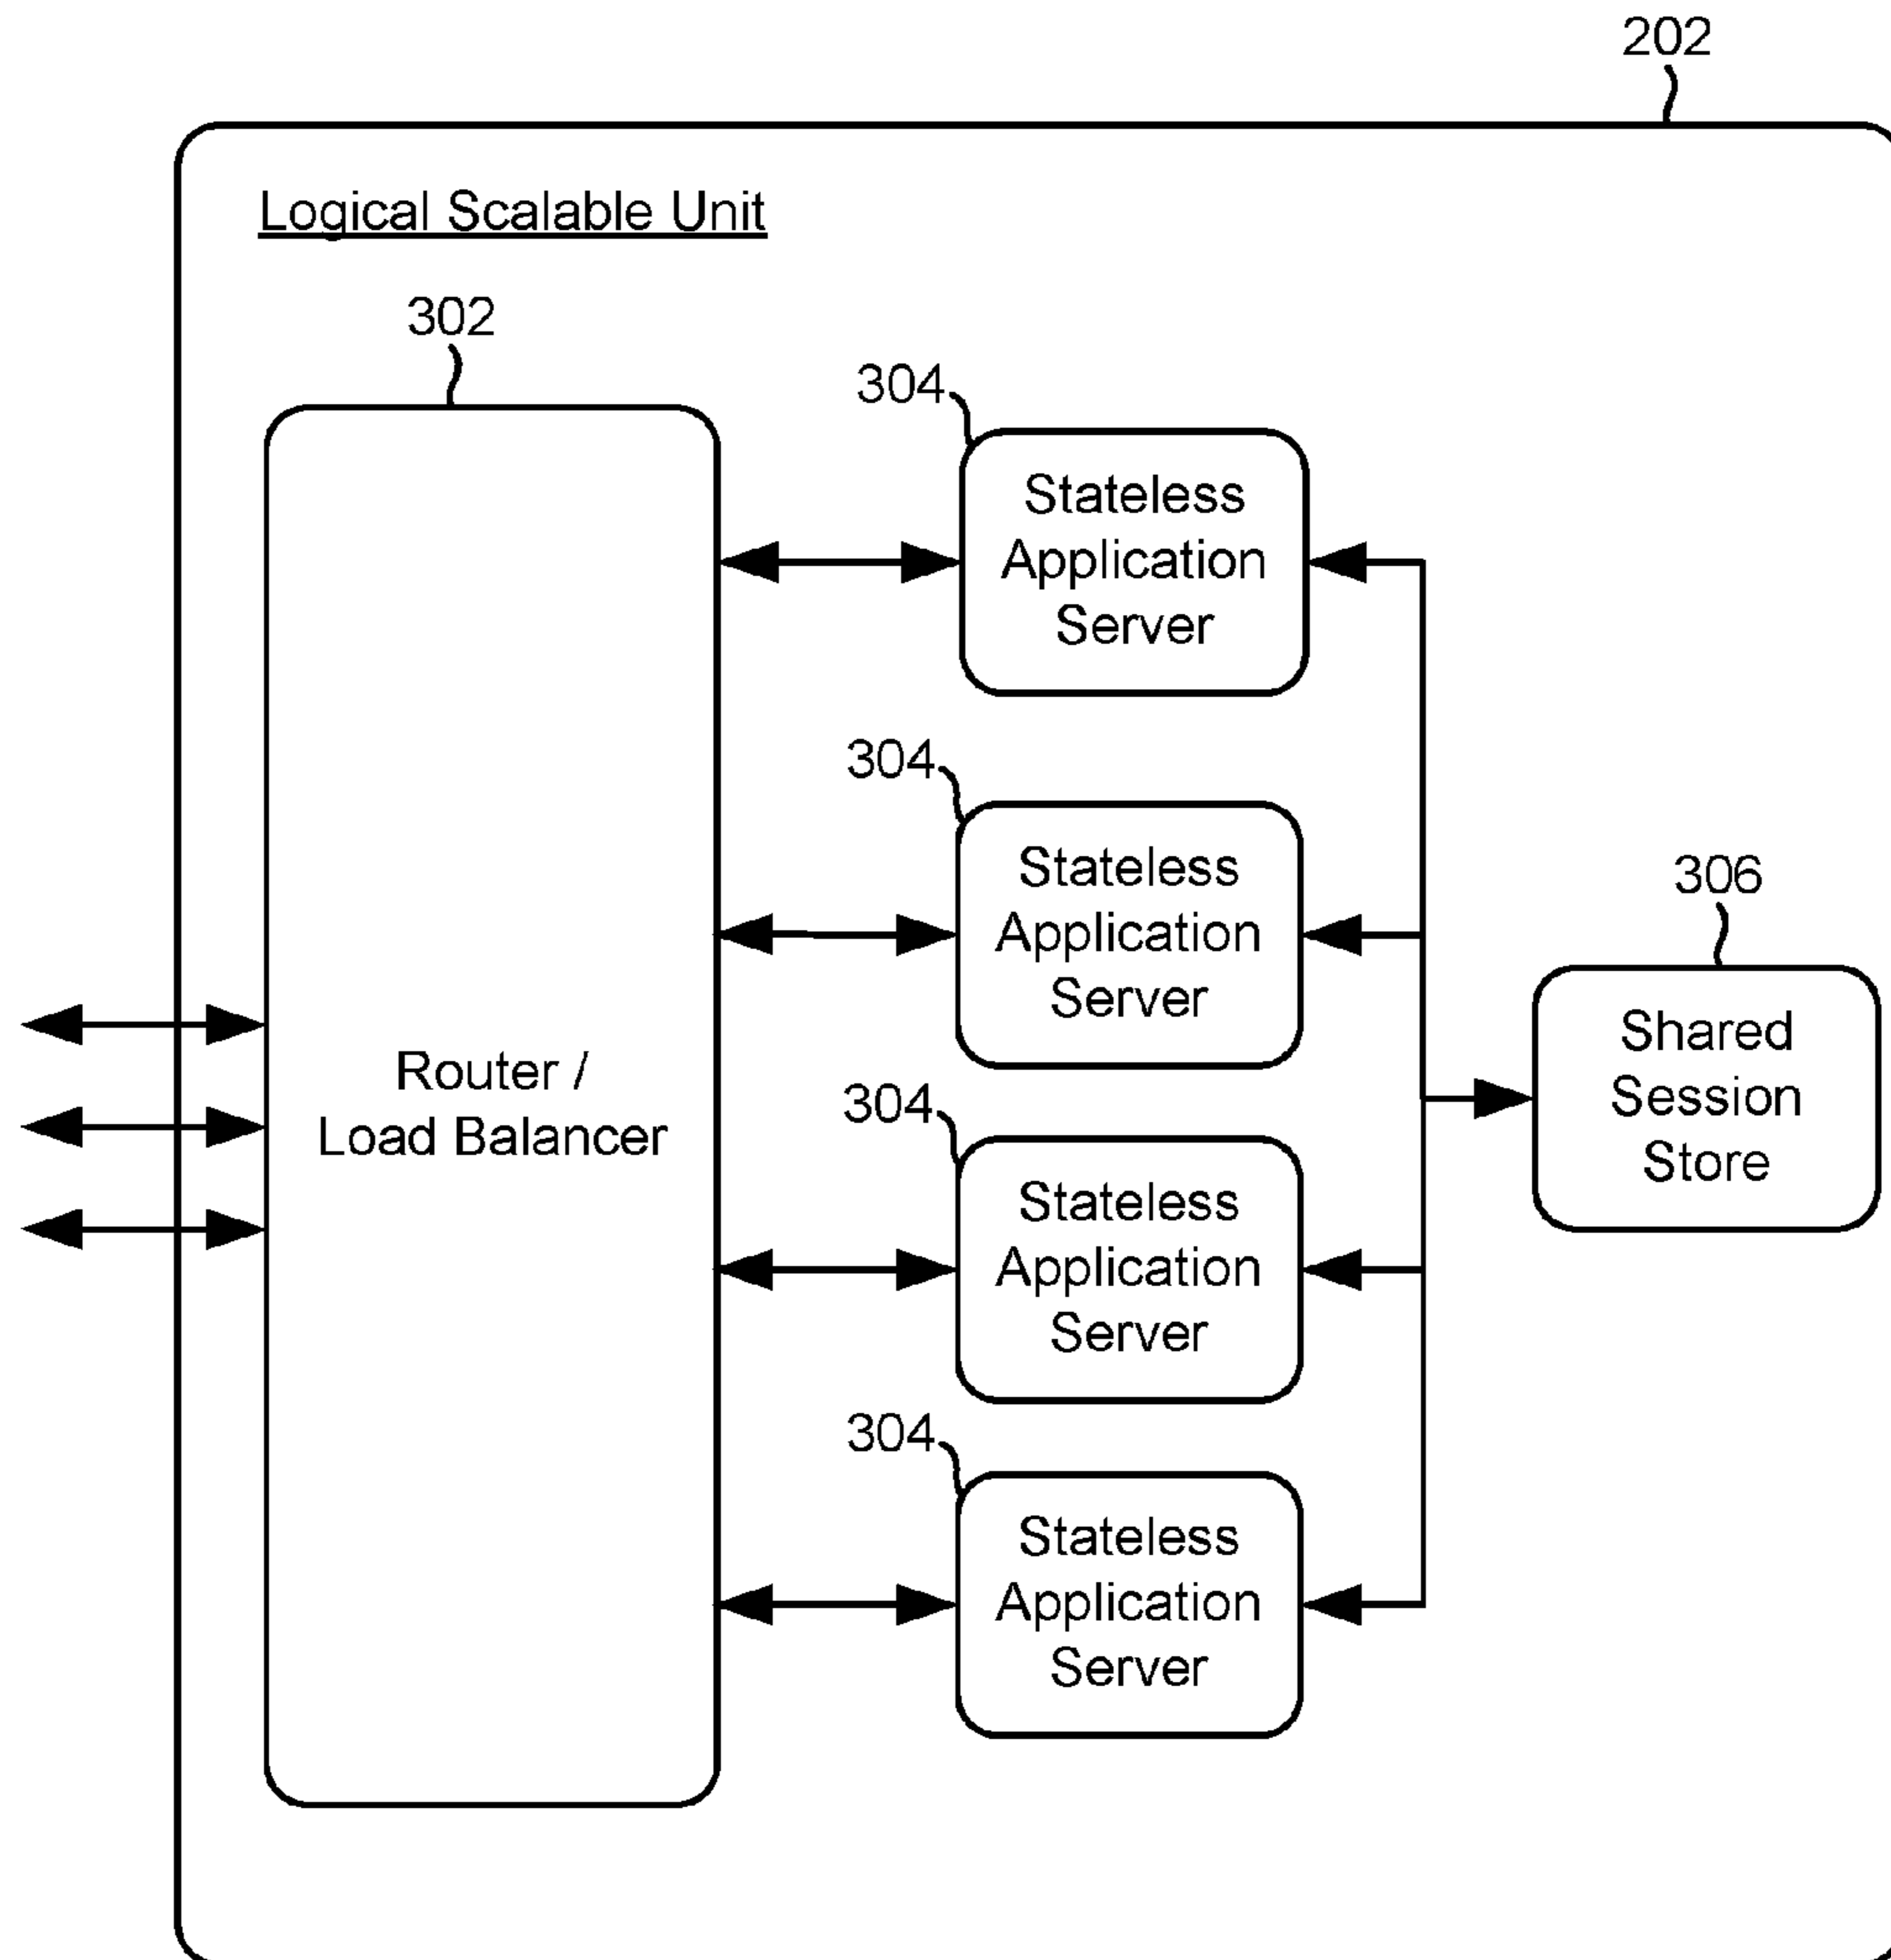 202
Logical Scalable Unit
302
304
Stateless
Application
Server
304
Stateless
Application
Server
306
Shared
Session
Store
Router /
Load Balancer
304
Stateless
Application
Server
304
Stateless
Application
Server